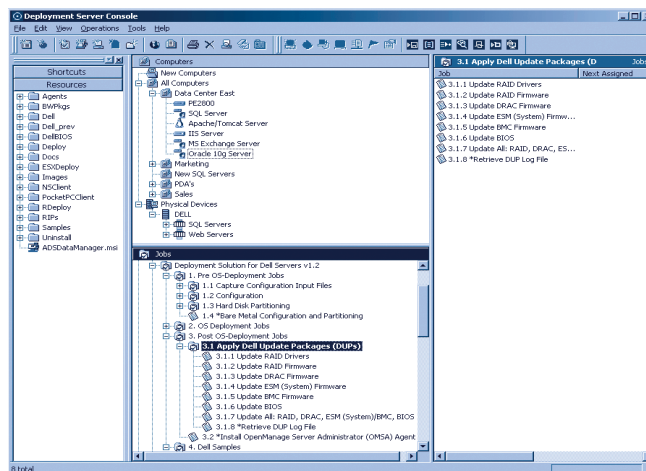 Deployment Server Console
File Edit View Operations Tools Help
Shortcuts
Resources
Agents
BWPkgs
Dell
Dell_prev
DellBIOS
Deploy
Docs
ESXDeploy
Images
NSClient
PocketPCClient
RDeploy
RIPs
Samples
Uninstall
ADSDataManager.msi
Computers
New Computers
All Computers
Data Center East
PE2800
SQL Server
Apache/Tomcat Server
IIS Server
MS Exchange Server
Oracle 10g Server
Marketing
New SQL Servers
PDA's
Sales
Physical Devices
DELL
SQL Servers
Web Servers
Jobs
Deployment Solution for Dell Servers v1.2
1. Pre OS-Deployment Jobs
1.1 Capture Configuration Input Files
1.2 Configuration
1.3 Hard Disk Partitioning
1.4 *Bare Metal Configuration and Partitioning
2. OS Deployment Jobs
3. Post OS-Deployment Jobs
3.1 Apply Dell Update Packages (DUPs)
3.1.1 Update RAID Drivers
3.1.2 Update RAID Firmware
3.1.3 Update DRAC Firmware
3.1.4 Update ESM (System) Firmware
3.1.5 Update BMC Firmware
3.1.6 Update BIOS
3.1.7 Update All: RAID, DRAC, ESM (System)/BMC, BIOS
3.1.8 *Retrieve DUP Log File
3.2 *Install OpenManage Server Administrator (OMSA) Agent
4. Dell Samples
3.1 Apply Dell Update Packages (D Jobs
Job Next Assigned
3.1.1 Update RAID Drivers
3.1.2 Update RAID Firmware
3.1.3 Update DRAC Firmware
3.1.4 Update ESM (System) Firmw...
3.1.5 Update BMC Firmware
3.1.6 Update BIOS
3.1.7 Update All: RAID, DRAC, ES...
3.1.8 *Retrieve DUP Log File
8 total